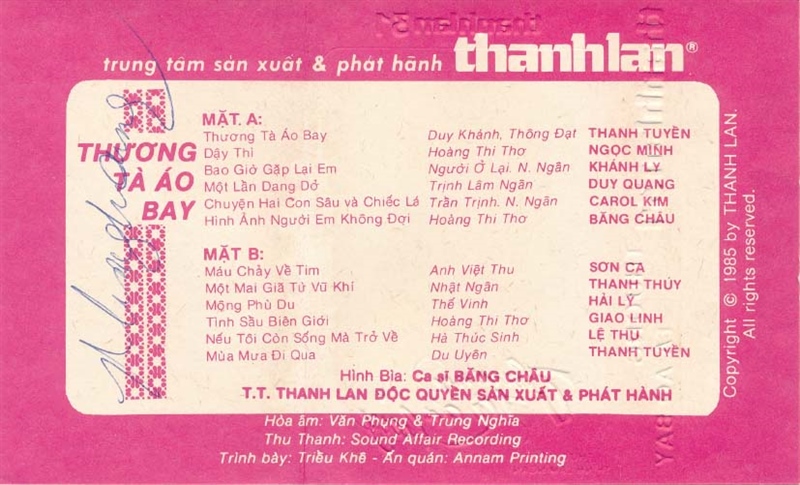 trung tâm sản xuất & phát hành thanhlan®
THƯƠNG
TÀ ÁO
BAY
MẶT. A:
Thương Tà Áo Bay Duy Khánh, Thông Đạt THANH TUYỀN
Dậy Thì Hoàng Thi Thơ NGỌC MINH
Bao Giờ Gặp Lại Em Người Ở Lại. N. Ngân KHÁNH LY
Một Lần Dang Dở Trịnh Lâm Ngân DUY QUANG
Chuyện Hai Con Sâu và Chiếc Lá Trần Trịnh. N. Ngân CAROL KIM
Hình Ảnh Người Em Không Đợi Hoàng Thi Thơ BĂNG CHÂU
MẶT B:
Máu Chảy Về Tim Anh Việt Thu SƠN CA
Một Mai Giã Từ Vũ Khí Nhật Ngân THANH THÚY
Mộng Phù Du Thế Vinh HẢI LÝ
Tình Sầu Biên Giới Hoàng Thi Thơ GIAO LINH
Nếu Tôi Còn Sống Mà Trở Về Hà Thúc Sinh LỆ THU
Mùa Mưa Đi Qua Du Uyên THANH TUYỀN
Hình Bìa: Ca sĩ BĂNG CHÂU
T.T. THANH LAN ĐỘC QUYỀN SẢN XUẤT & PHÁT HÀNH
Hòa âm: Văn Phụng & Trung Nghĩa
Thu Thanh: Sound Affair Recording
Trình bày: Triều Khê - Ấn quán: Annam Printing
Copyright © 1985 by THANH LAN.
All rights reserved.